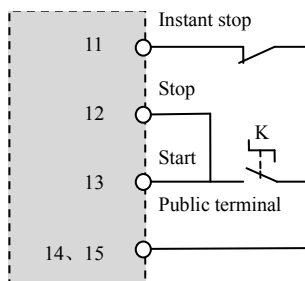 Instant stop
11
Stop
12
K
Start
13
Public terminal
14、15